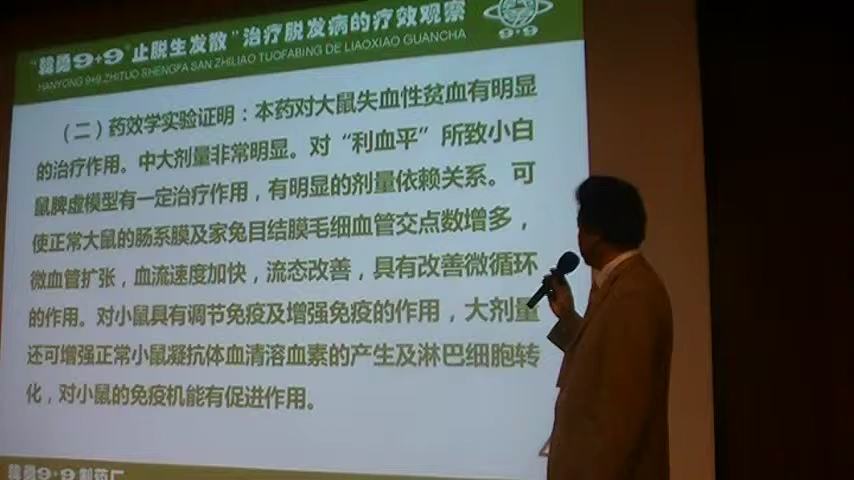 “韓勇9+9”止脱生发散”治疗脱发病的疗效观察
HANYONG 9+9 ZHITUO SHENGFA SAN ZHILIAO TUOFABING DE LIAOXIAO GUANCHA
9+9
（二）药效学实验证明：本药对大鼠失血性贫血有明显
的治疗作用。中大剂量非常明显。对“利血平”所致小白
鼠脾虚模型有一定治疗作用，有明显的剂量依赖关系。可
使正常大鼠的肠系膜及家兔目结膜毛细血管交点数增多，
微血管扩张，血流速度加快，流态改善，具有改善微循环
的作用。对小鼠具有调节免疫及增强免疫的作用，大剂量
还可增强正常小鼠凝抗体血清溶血素的产生及淋巴细胞转
化，对小鼠的免疫机能有促进作用。
韓勇9+9制药厂